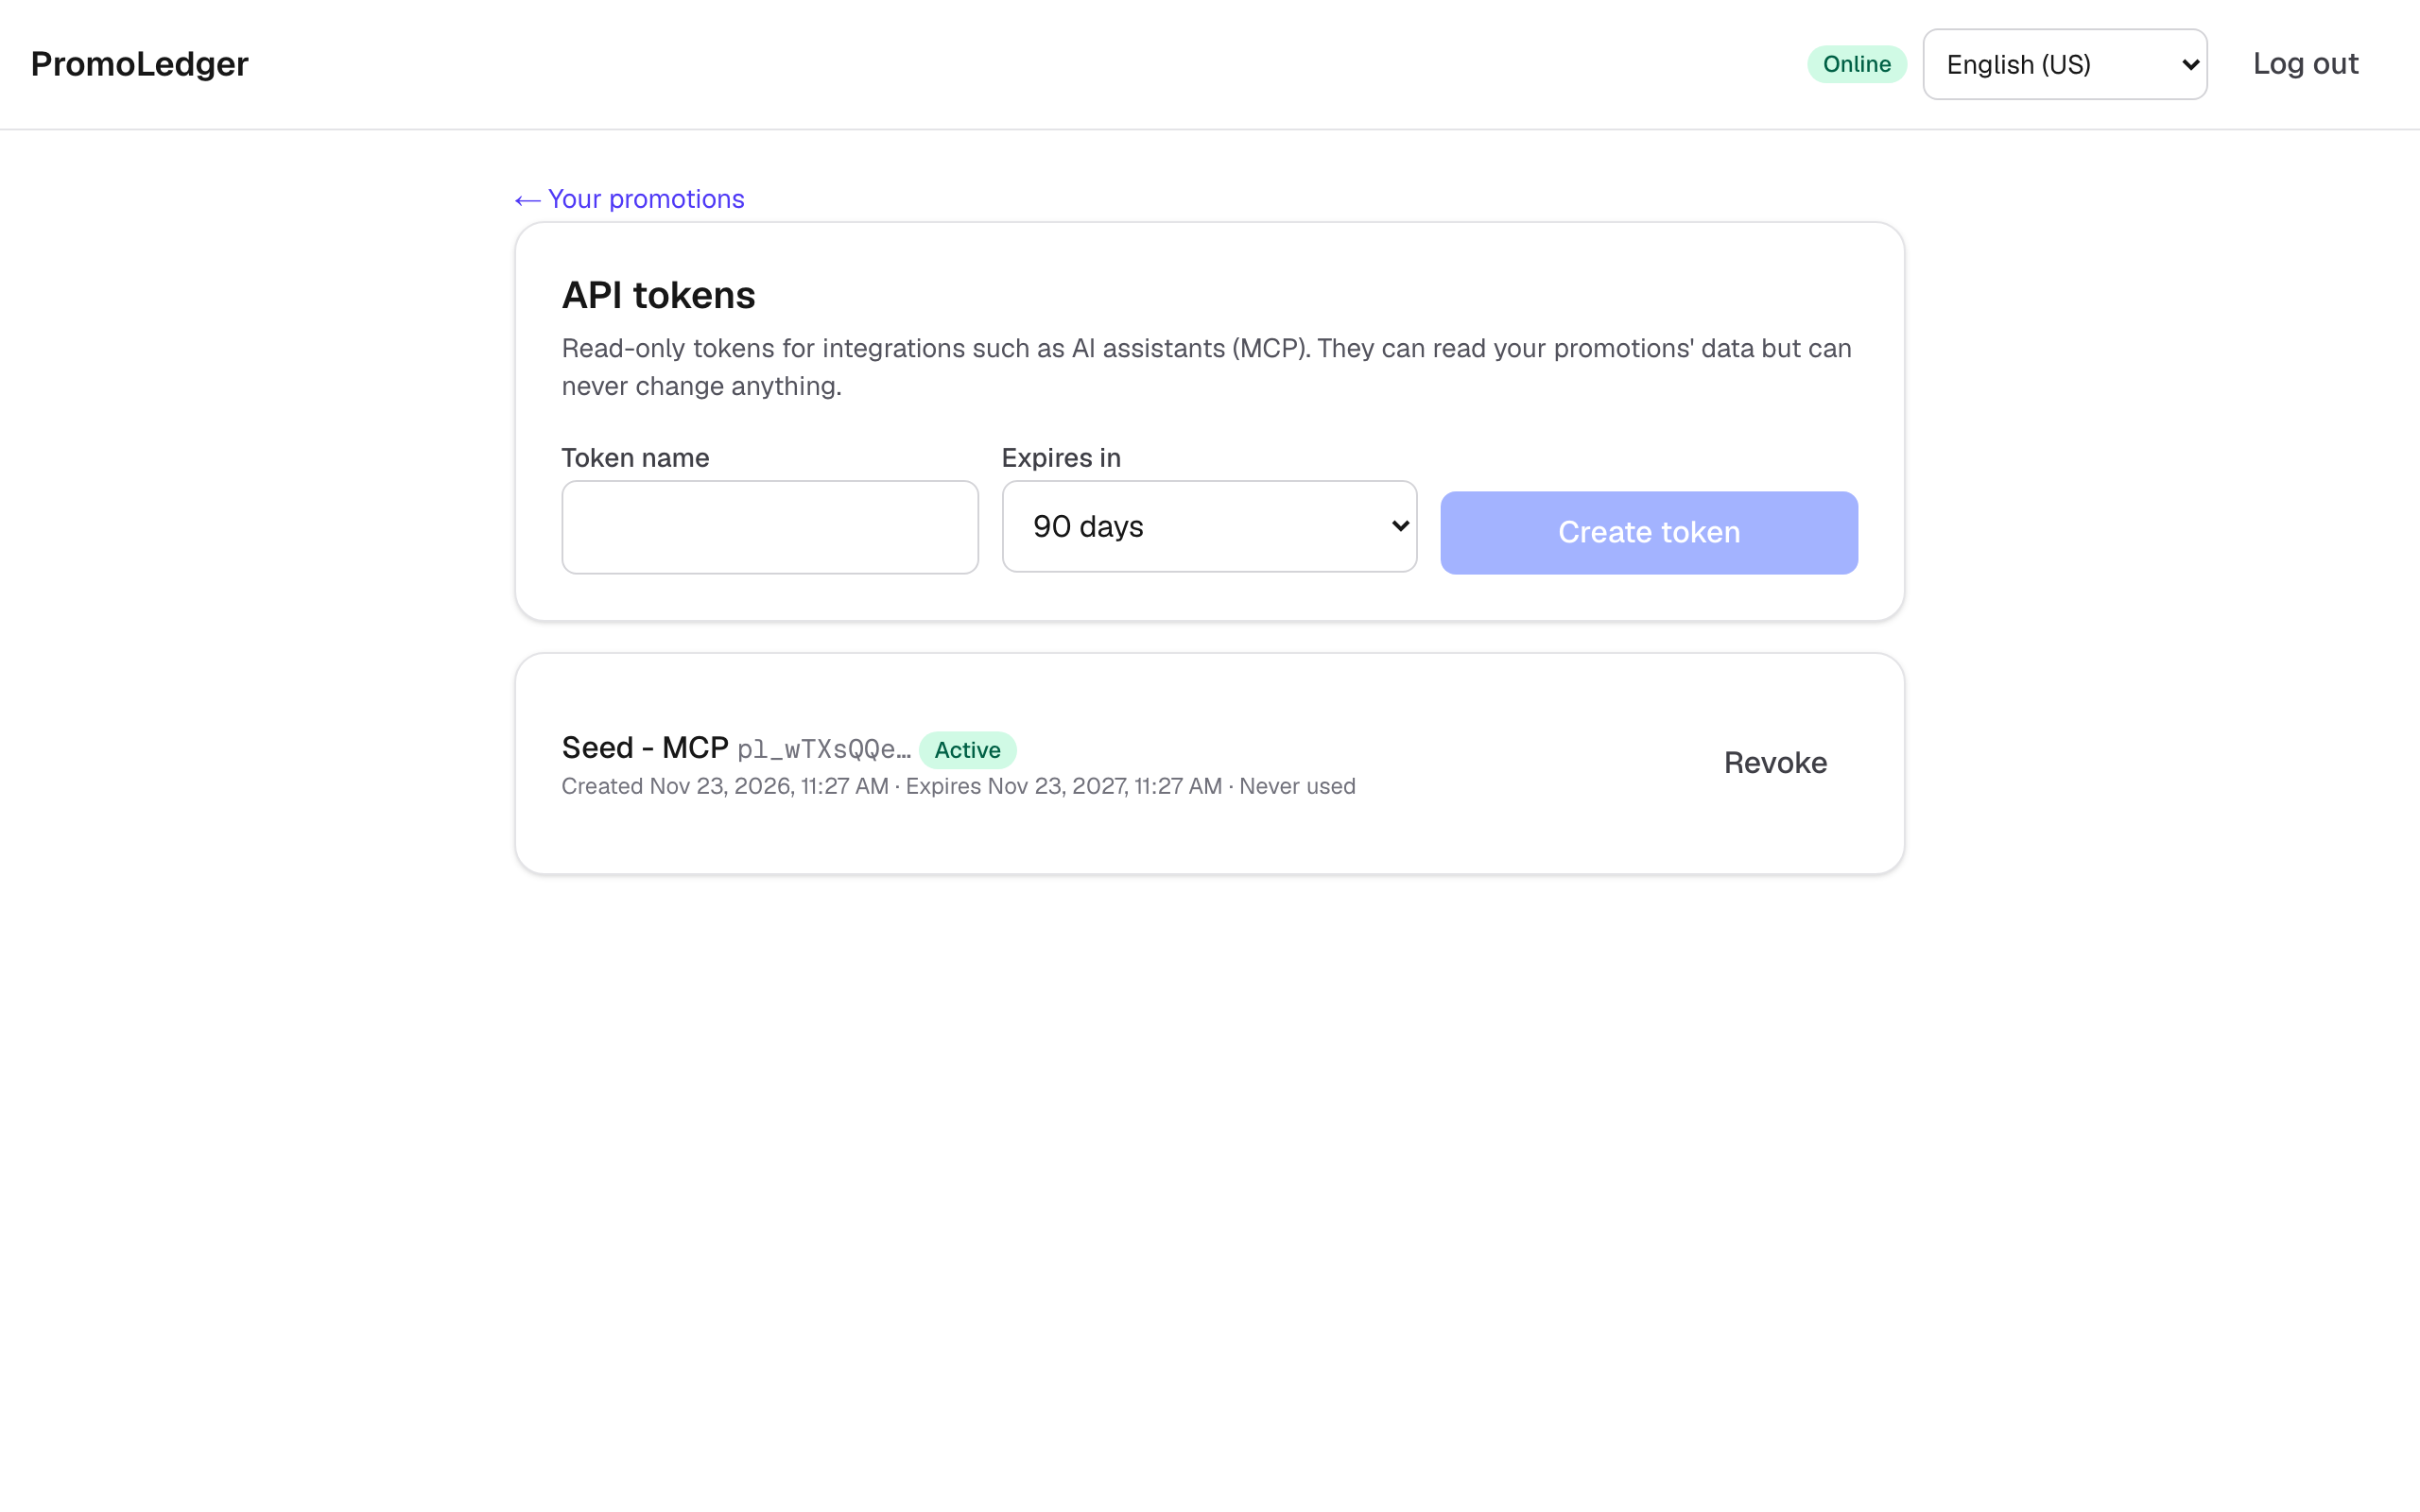 PromoLedger
Online
English (US)
Log out
← Your promotions
API tokens
Read-only tokens for integrations such as AI assistants (MCP). They can read your promotions' data but can
never change anything.
Token name
Expires in
90 days
Create token
Seed - MCP pl_wTXsQQe… Active
Created Nov 23, 2026, 11:27 AM · Expires Nov 23, 2027, 11:27 AM · Never used
Revoke